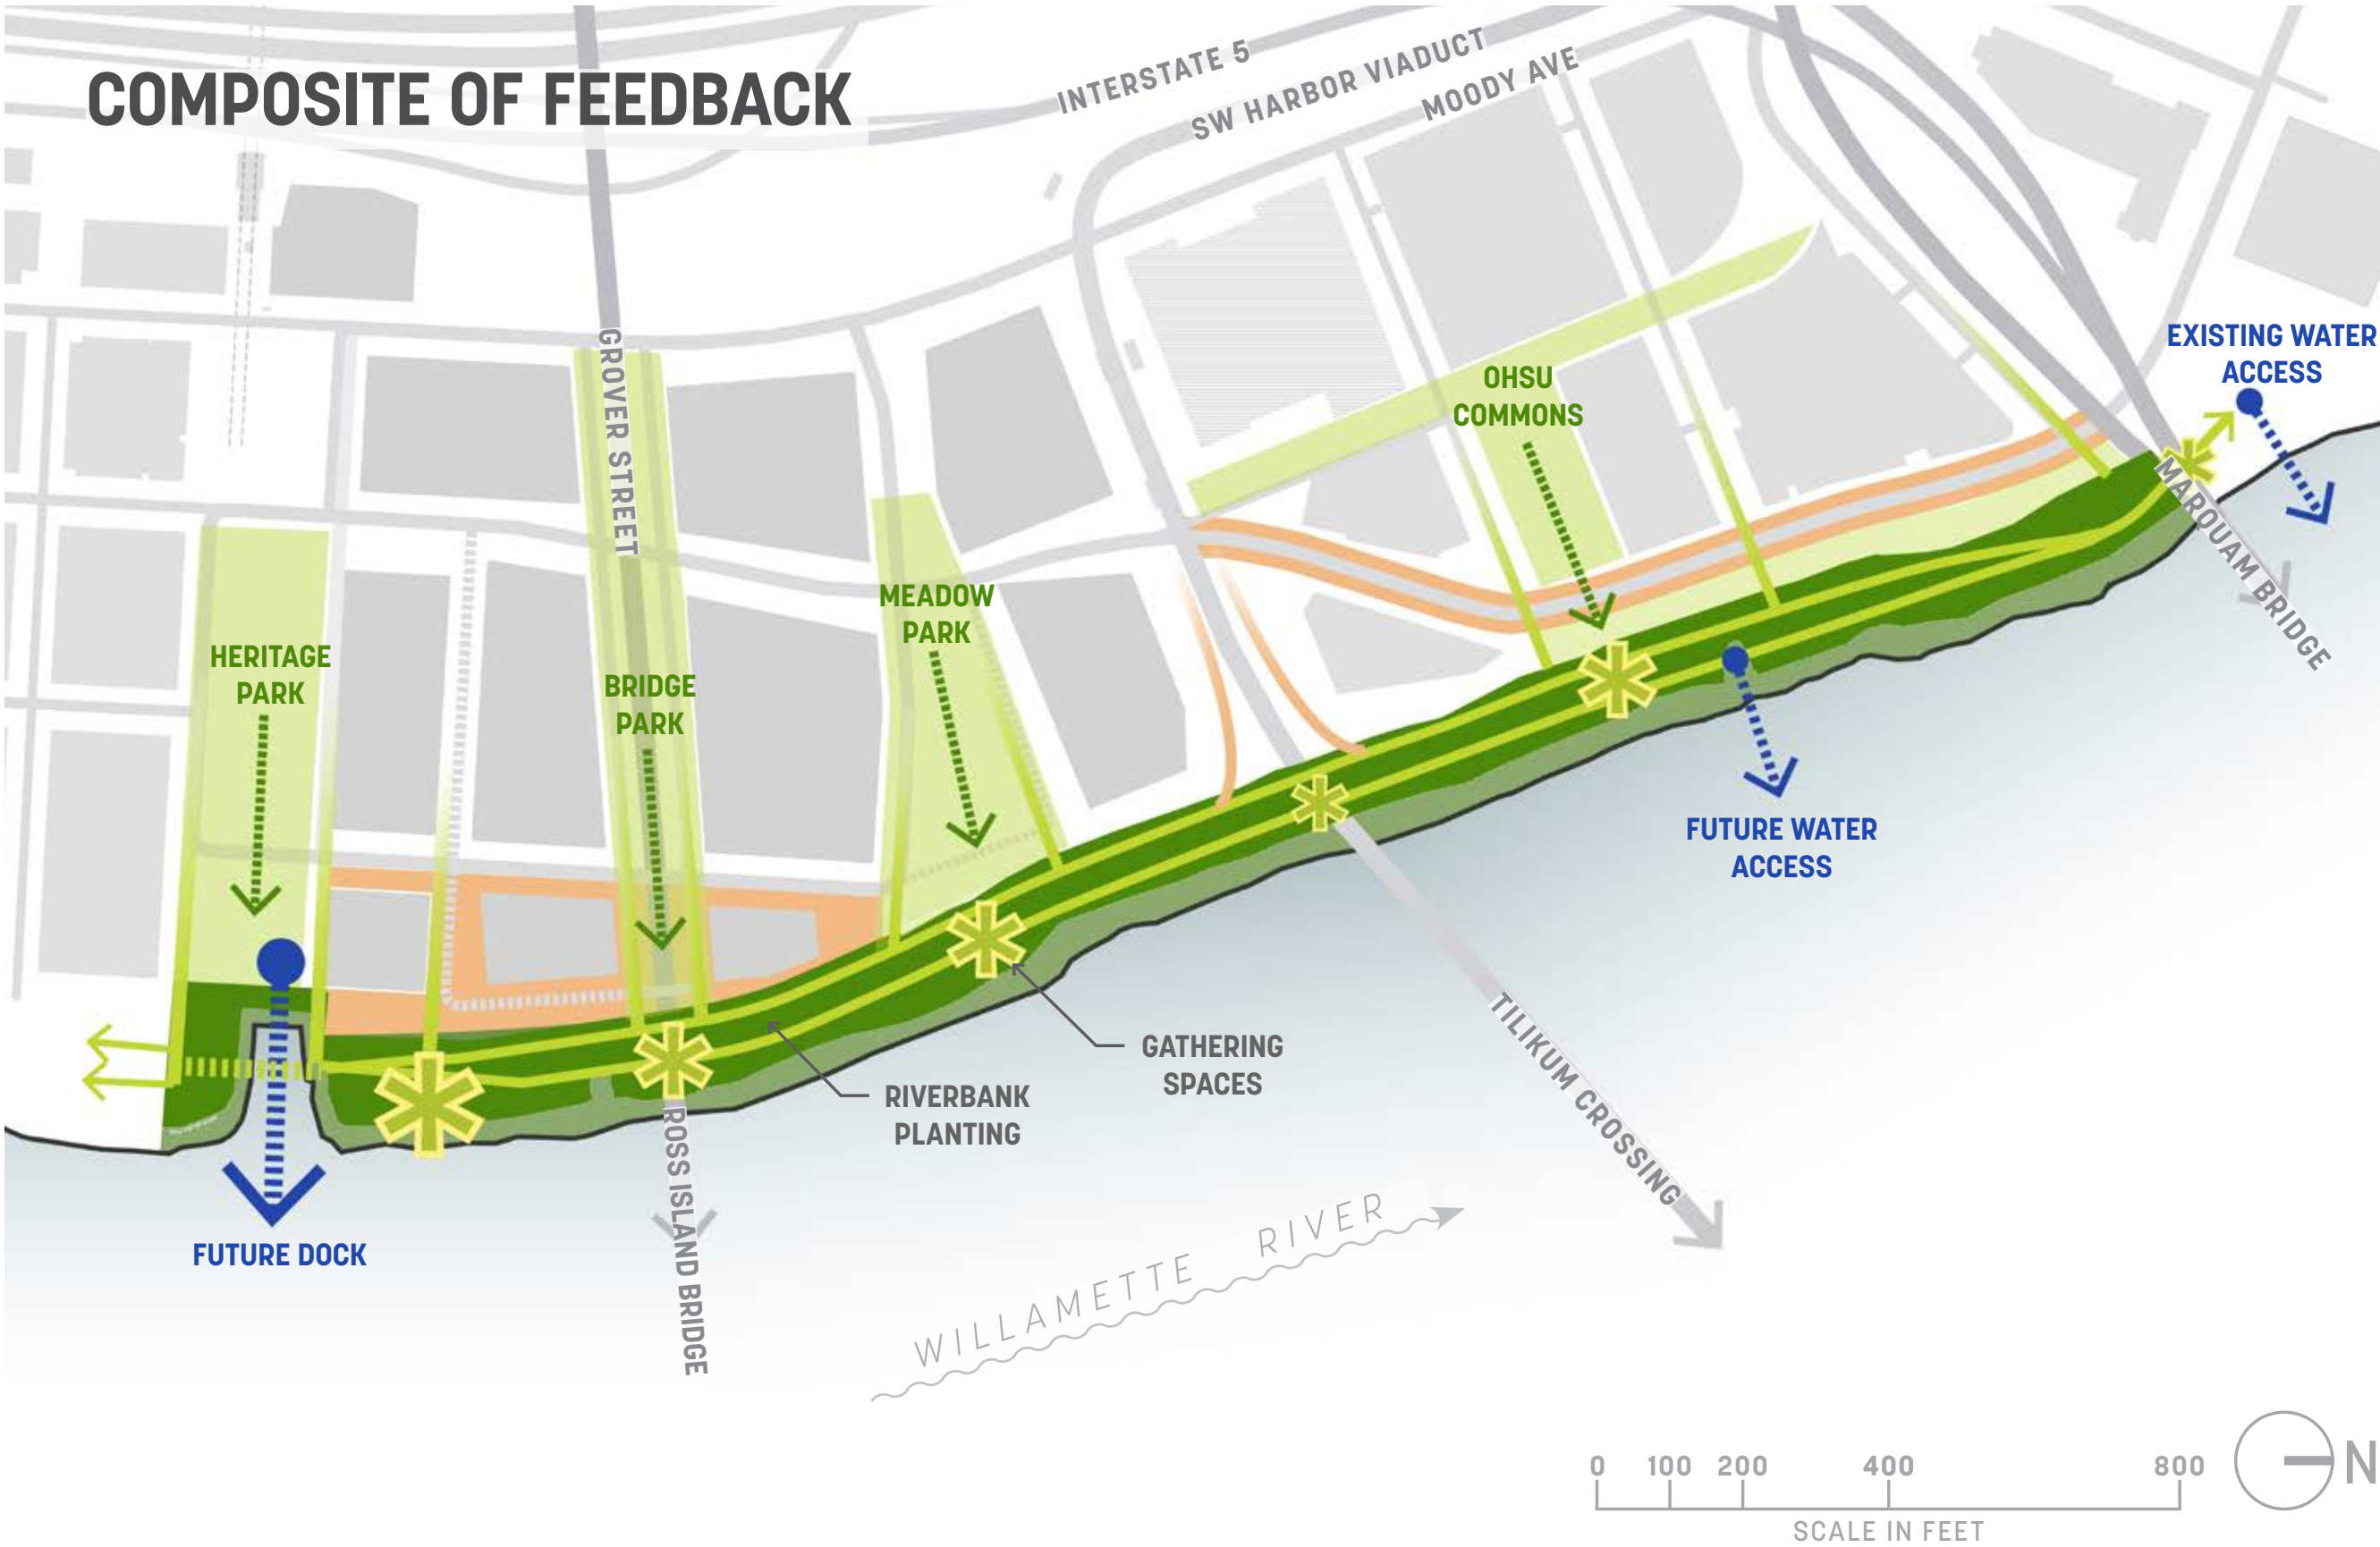 COMPOSITE OF FEEDBACK
INTERSTATE 5
SW HARBOR VIADUCT
MOODY AVE
GROVER STREET
EXISTING WATER
ACCESS
OHSU
COMMONS
MARQUAM BRIDGE
MEADOW
PARK
HERITAGE
PARK
BRIDGE
PARK
FUTURE WATER
ACCESS
GATHERING
SPACES
RIVERBANK
PLANTING
TILIKUM CROSSING
ROSS ISLAND BRIDGE
FUTURE DOCK
WILLAMETTE RIVER
0 100 200 400 800
SCALE IN FEET
N